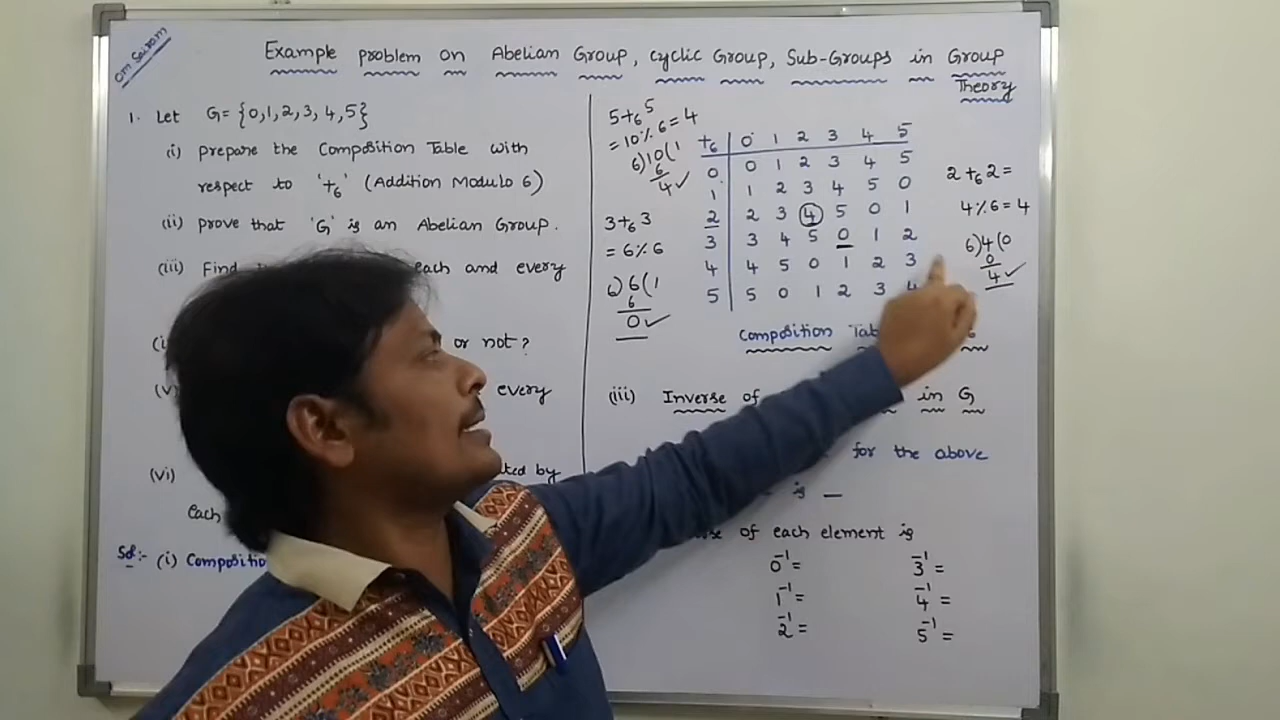 Om Sairam
Example problem on Abelian Group, cyclic Group, Sub-Groups in Group
Theory
1. Let G = {0,1,2,3,4,5}
(i) prepare the Composition Table with
respect to '+₆' (Addition Modulo 6)
(ii) prove that 'G' is an Abelian Group.
(iii) Find each and every
or not?
(v) every
(vi) by
each
Sol:- (i) Compositio
5 +₆ 5
= 10 % 6 = 4
6)10(1
6
4 ✓
3 +₆ 3
= 6 % 6
6)6(1
6
0 ✓
+₆ 0 1 2 3 4 5
0 0 1 2 3 4 5
1 1 2 3 4 5 0
2 2 3 4 5 0 1
3 3 4 5 0 1 2
4 4 5 0 1 2 3
5 5 0 1 2 3 4
2 +₆ 2 =
4 % 6 = 4
6)4(0
0
4 ✓
Composition
(iii) Inverse of in G
for the above
is _
of each element is
0⁻¹ = 3⁻¹ =
1⁻¹ = 4⁻¹ =
2⁻¹ = 5⁻¹ =